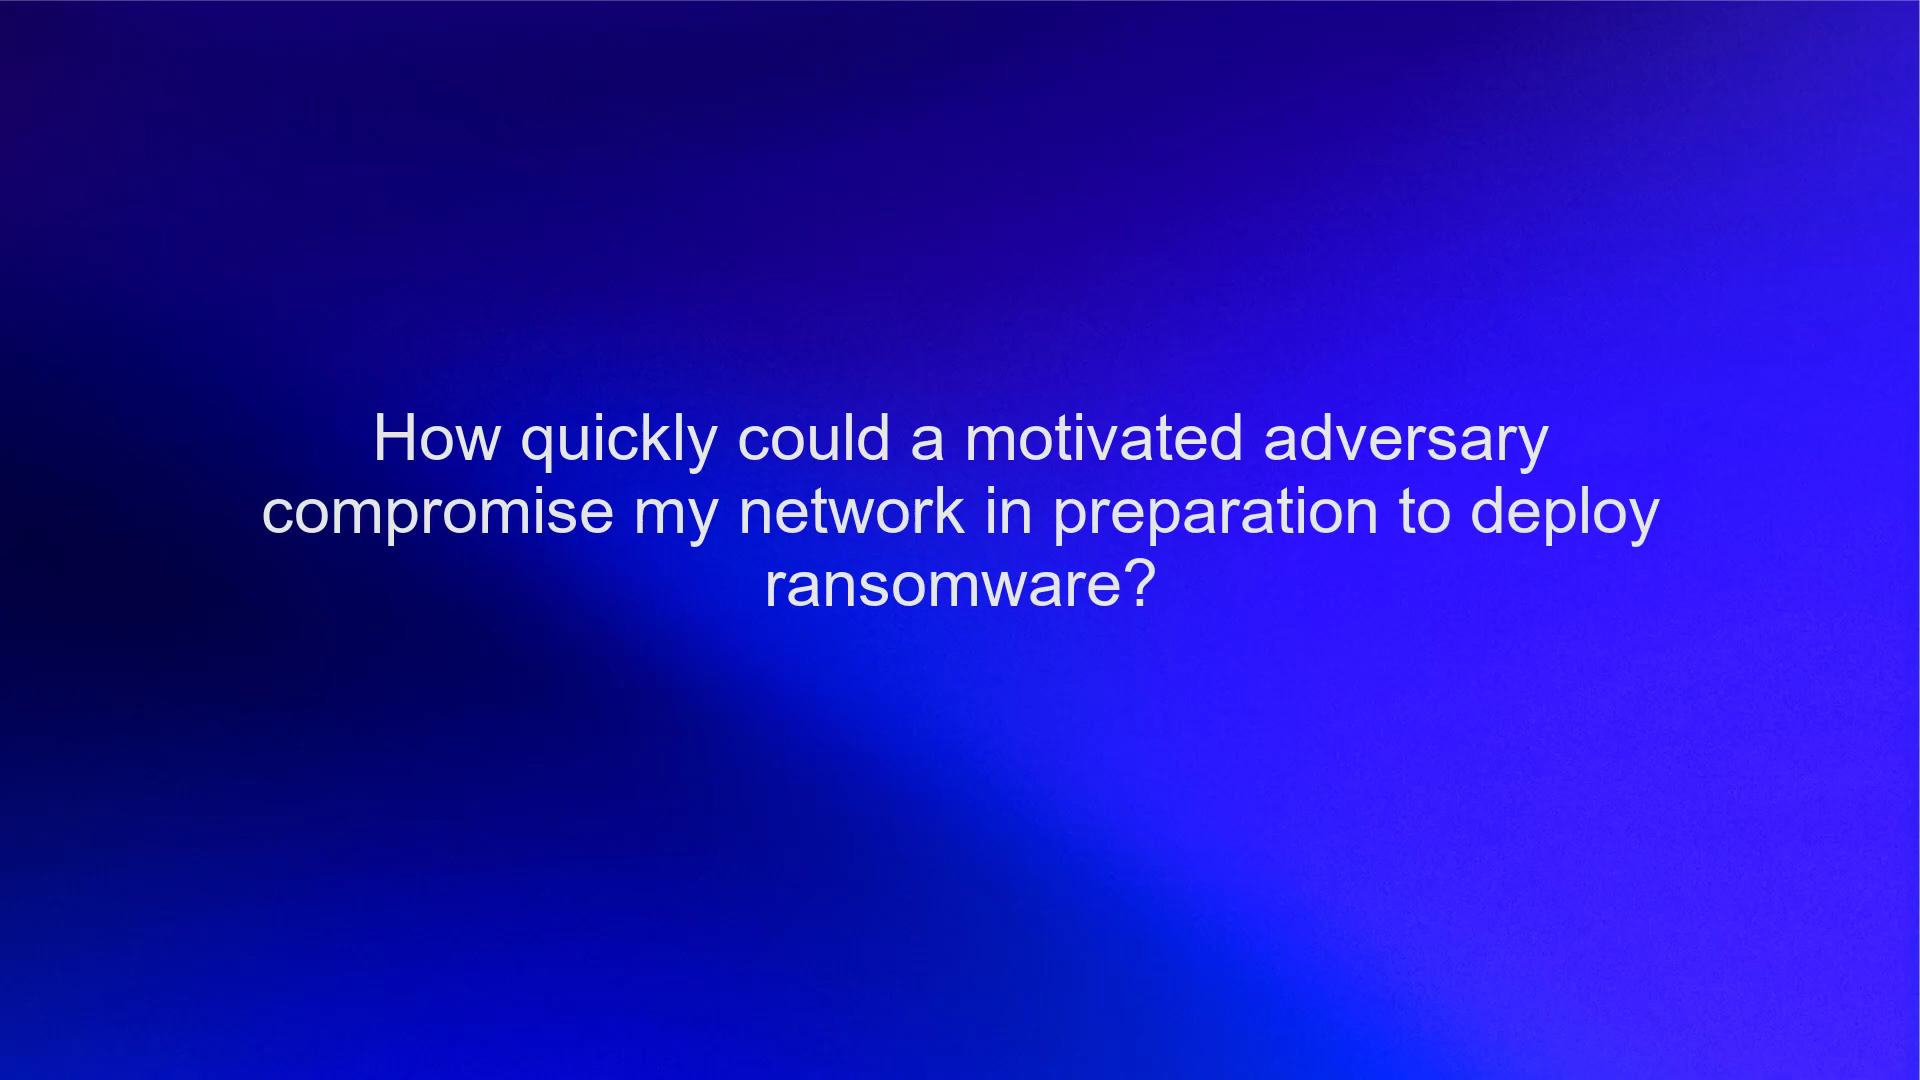 How quickly could a motivated adversary
compromise my network in preparation to deploy
ransomware?